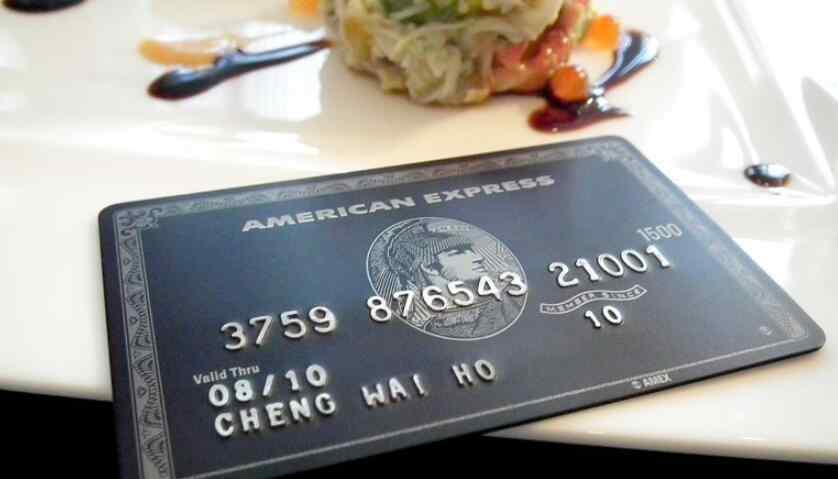 AMERICAN EXPRESS
1500
3759 876543 21001
MEMBER SINCE
10
Valid Thru
08/10
CHENG WAI HO
© AMEX